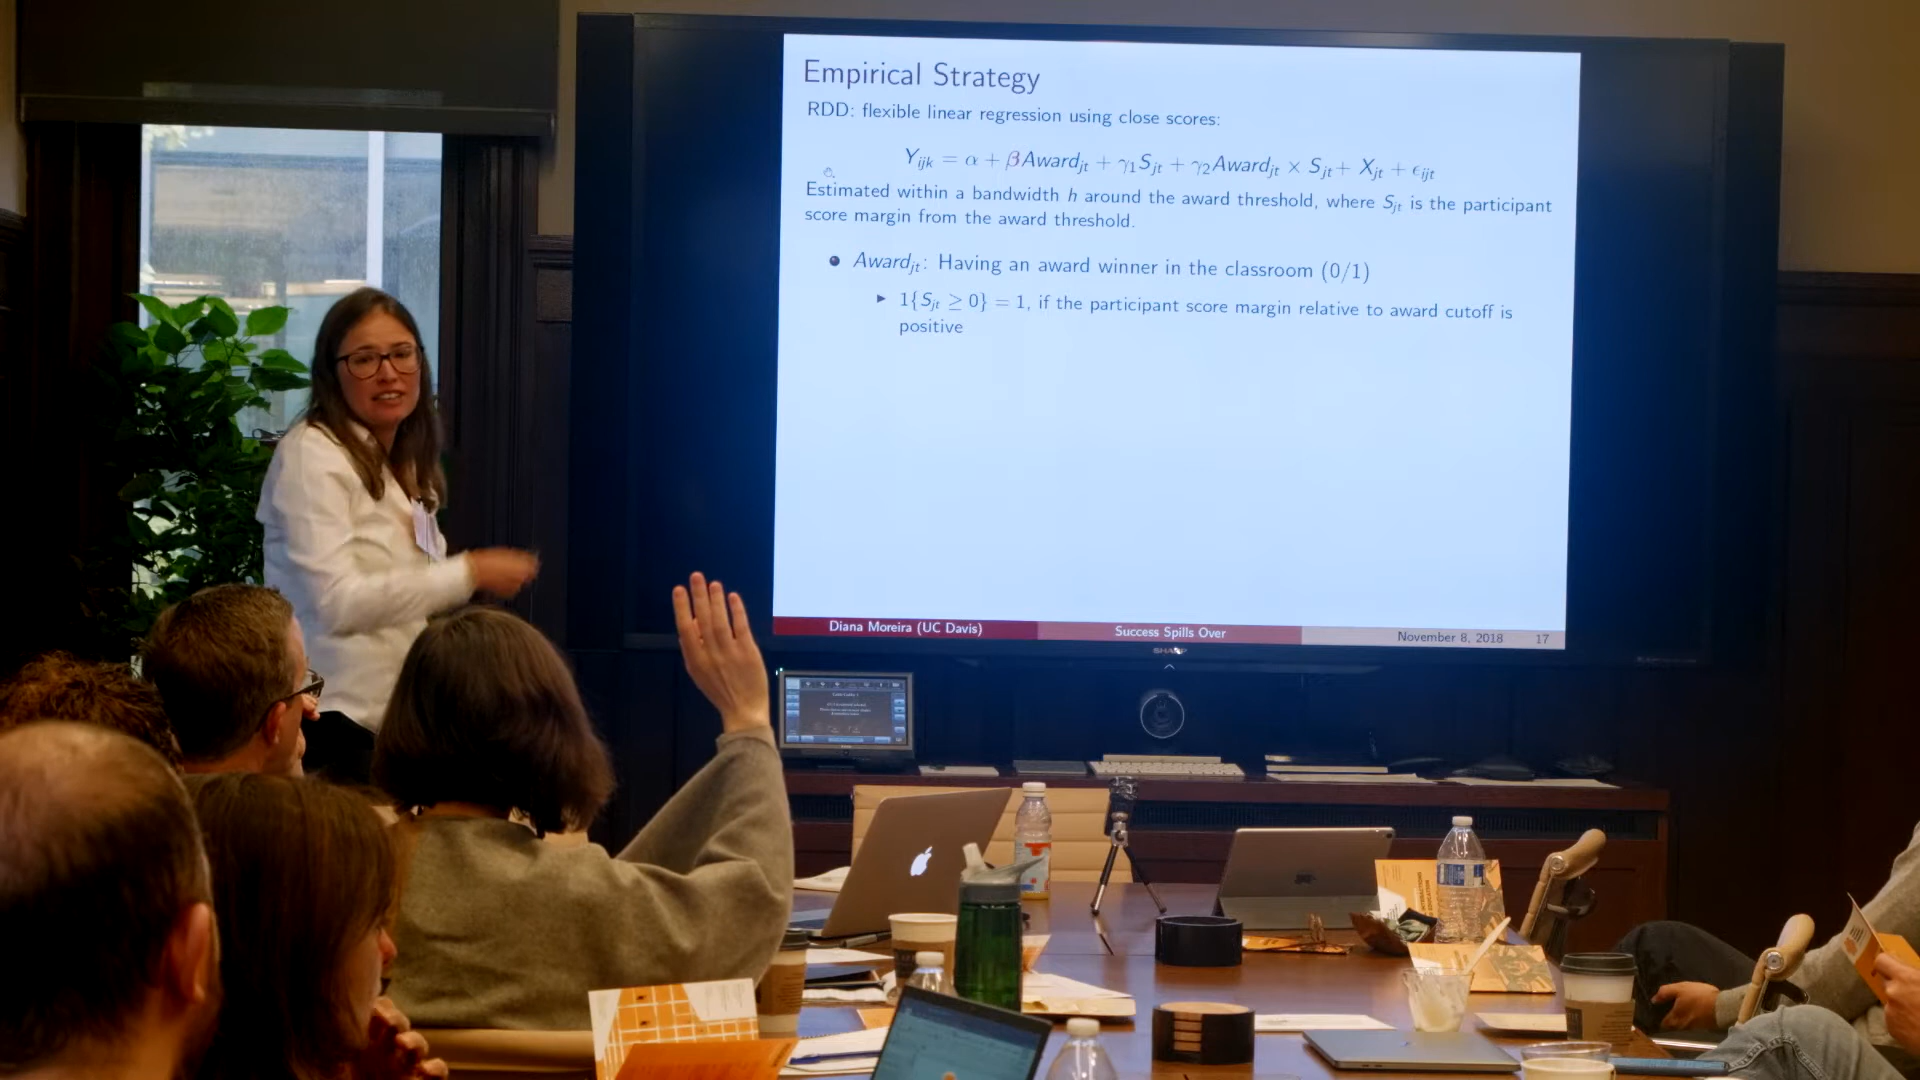 Empirical Strategy
RDD: flexible linear regression using close scores:
Y_ijk = α + βAward_jt + γ₁S_jt + γ₂Award_jt × S_jt + X_jt + ϵ_ijt
Estimated within a bandwidth h around the award threshold, where S_jt is the participant
score margin from the award threshold.
Award_jt: Having an award winner in the classroom (0/1)
1{S_jt ≥ 0} = 1, if the participant score margin relative to award cutoff is
positive
Diana Moreira (UC Davis) Success Spills Over November 8, 2018 17
SHARP